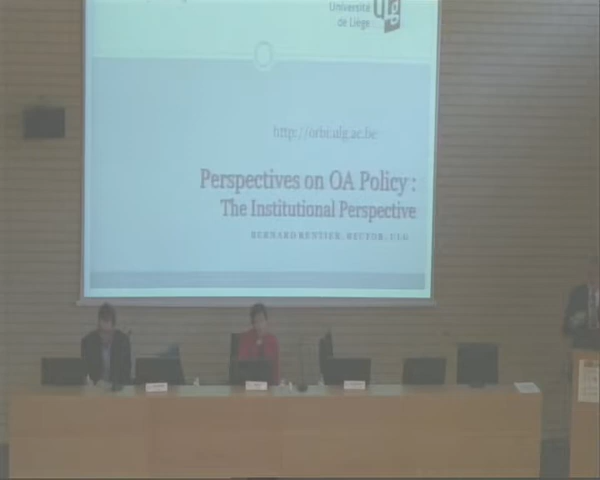 Université
de Liège
http://orbi.ulg.ac.be
Perspectives on OA Policy :
The Institutional Perspective
BERNARD RENTIER, RECTOR, ULG